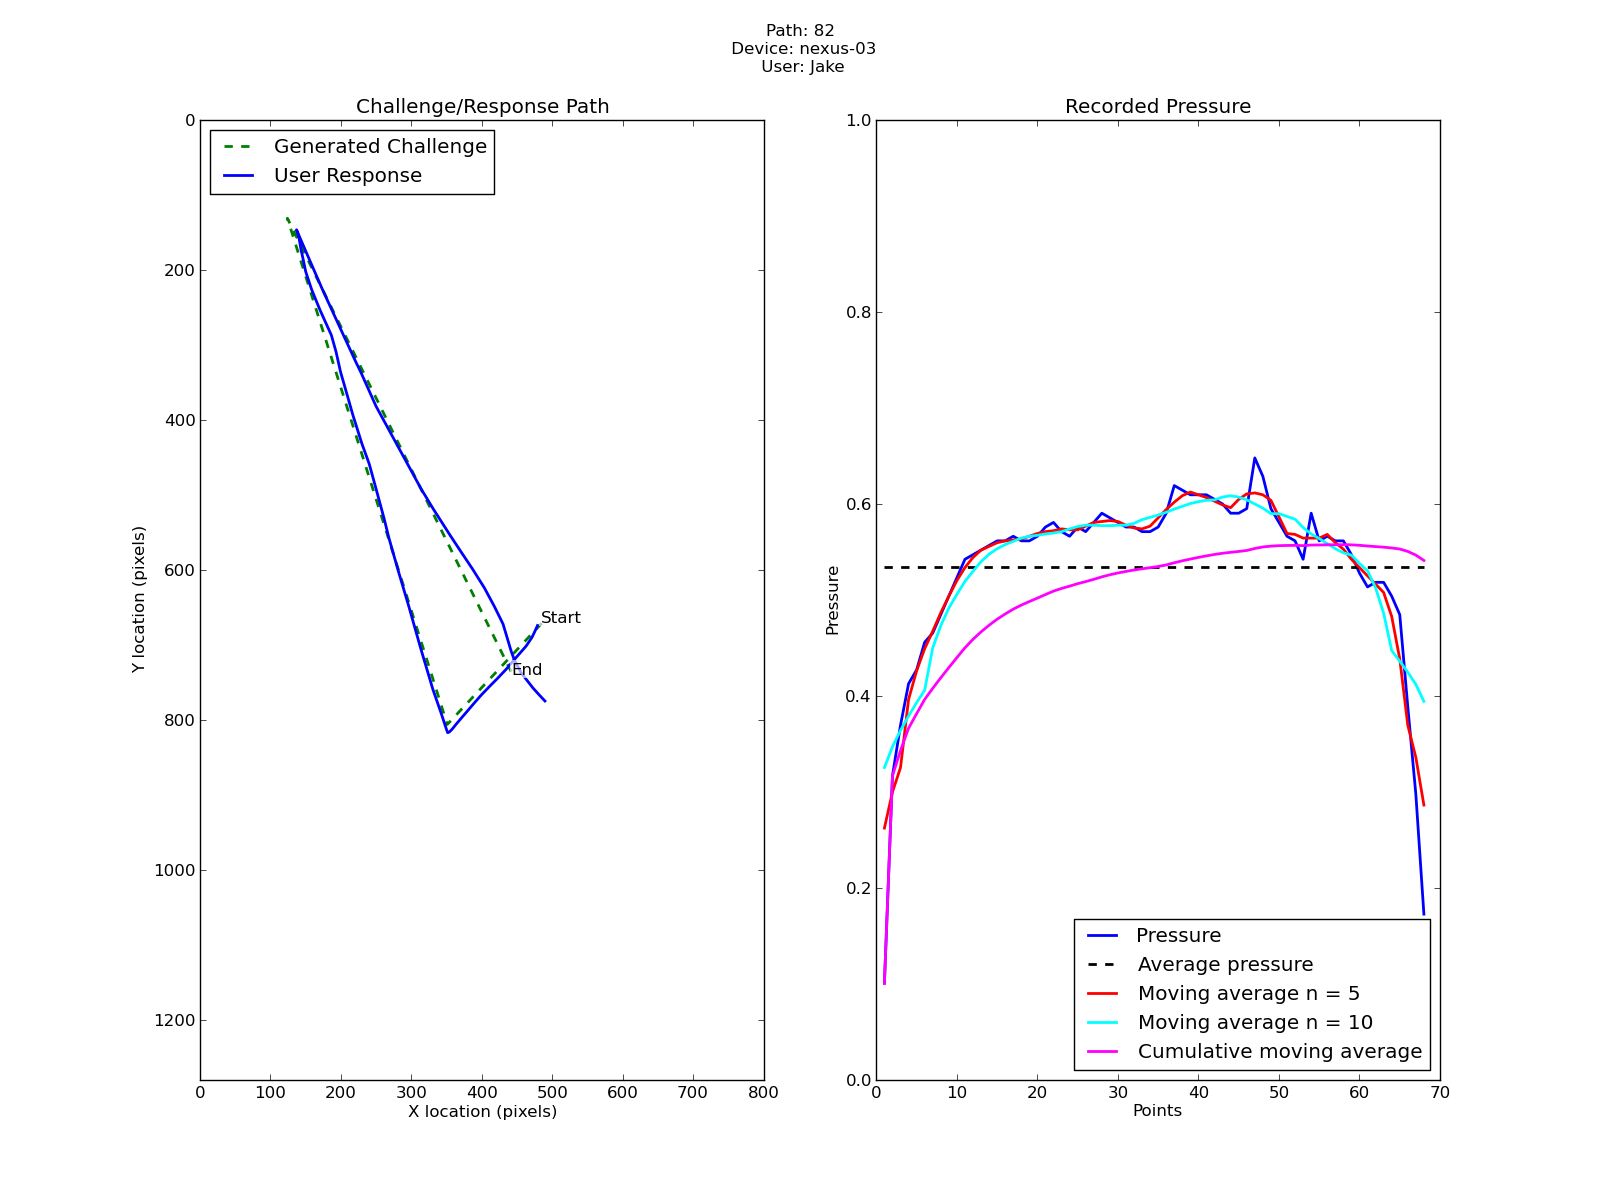 Path: 82
Device: nexus-03
User: Jake
Challenge/Response Path
Generated Challenge
User Response
0
200
400
600
800
1000
1200
Y location (pixels)
Start
End
0 100 200 300 400 500 600 700 800
X location (pixels)
Recorded Pressure
1.0
0.8
0.6
0.4
0.2
0.0
Pressure
Pressure
Average pressure
Moving average n = 5
Moving average n = 10
Cumulative moving average
0 10 20 30 40 50 60 70
Points